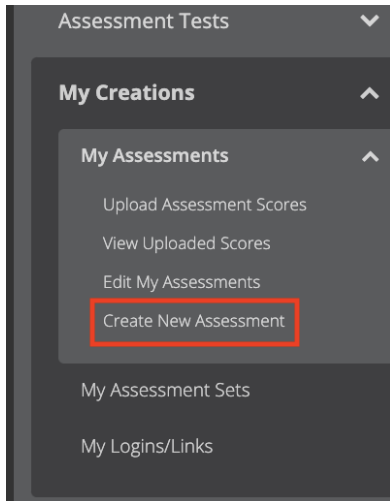 Assessment Tests
My Creations
My Assessments
Upload Assessment Scores
View Uploaded Scores
Edit My Assessments
Create New Assessment
My Assessment Sets
My Logins/Links